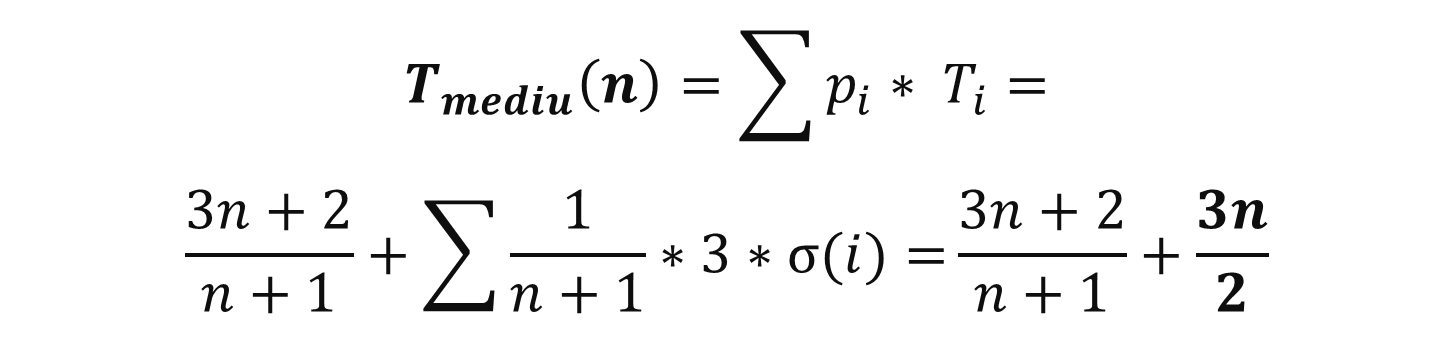 T_mediu(n) = ∑ p_i * T_i =
(3n + 2)/(n + 1) + ∑ 1/(n + 1) * 3 * σ(i) = (3n + 2)/(n + 1) + 3n/2